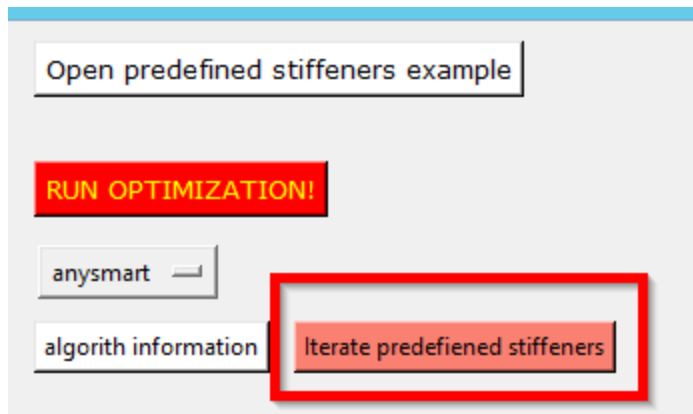 Open predefined stiffeners example
RUN OPTIMIZATION!
anysmart
algorith information
Iterate predefiened stiffeners